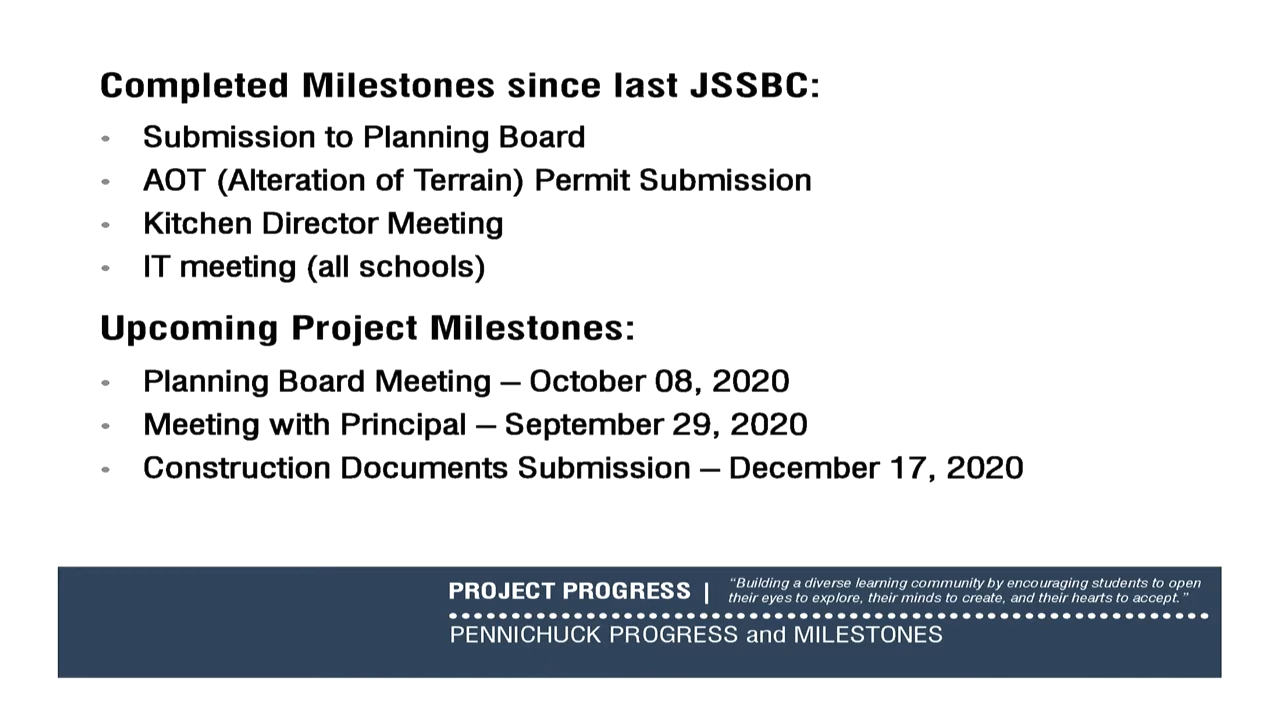 Completed Milestones since last JSSBC:
• Submission to Planning Board
• AOT (Alteration of Terrain) Permit Submission
• Kitchen Director Meeting
• IT meeting (all schools)
Upcoming Project Milestones:
• Planning Board Meeting – October 08, 2020
• Meeting with Principal – September 29, 2020
• Construction Documents Submission – December 17, 2020
PROJECT PROGRESS |
“Building a diverse learning community by encouraging students to open
their eyes to explore, their minds to create, and their hearts to accept.”
PENNICHUCK PROGRESS and MILESTONES